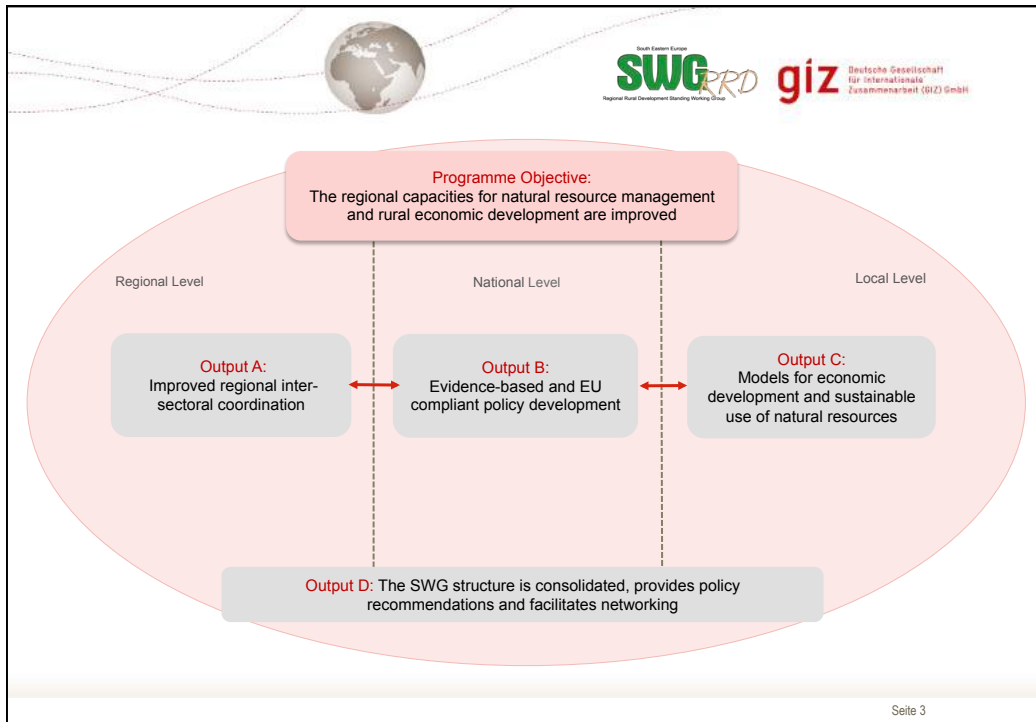 South Eastern Europe
SWG RRD
Regional Rural Development Standing Working Group
giz
Deutsche Gesellschaft
für Internationale
Zusammenarbeit (GIZ) GmbH
Programme Objective:
The regional capacities for natural resource management
and rural economic development are improved
Regional Level
National Level
Local Level
Output A:
Improved regional inter-
sectoral coordination
Output B:
Evidence-based and EU
compliant policy development
Output C:
Models for economic
development and sustainable
use of natural resources
Output D: The SWG structure is consolidated, provides policy
recommendations and facilitates networking
Seite 3